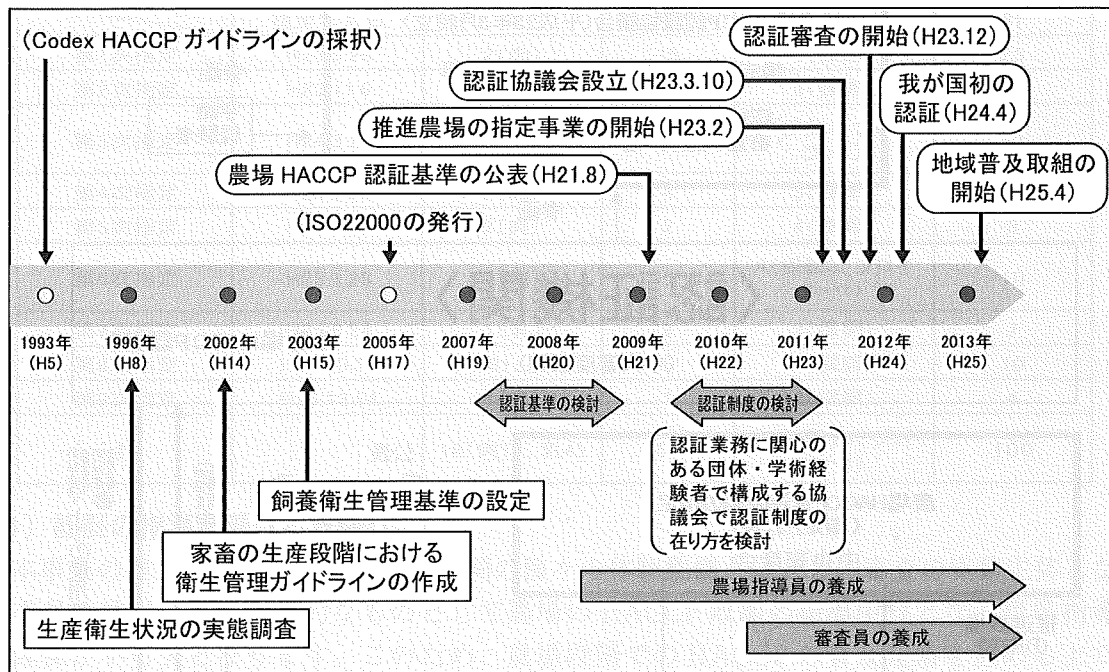 (Codex HACCP ガイドラインの採択)
認証審査の開始(H23.12)
認証協議会設立(H23.3.10)
我が国初の
認証(H24.4)
推進農場の指定事業の開始(H23.2)
農場 HACCP 認証基準の公表(H21.8)
地域普及取組の
開始(H25.4)
(ISO22000の発行)
1993年
(H5)
1996年
(H8)
2002年
(H14)
2003年
(H15)
2005年
(H17)
2007年
(H19)
2008年
(H20)
2009年
(H21)
2010年
(H22)
2011年
(H23)
2012年
(H24)
2013年
(H25)
認証基準の検討
認証制度の検討
認証業務に関心の
ある団体・学術経
験者で構成する協
議会で認証制度の
在り方を検討
飼養衛生管理基準の設定
家畜の生産段階における
衛生管理ガイドラインの作成
生産衛生状況の実態調査
農場指導員の養成
審査員の養成